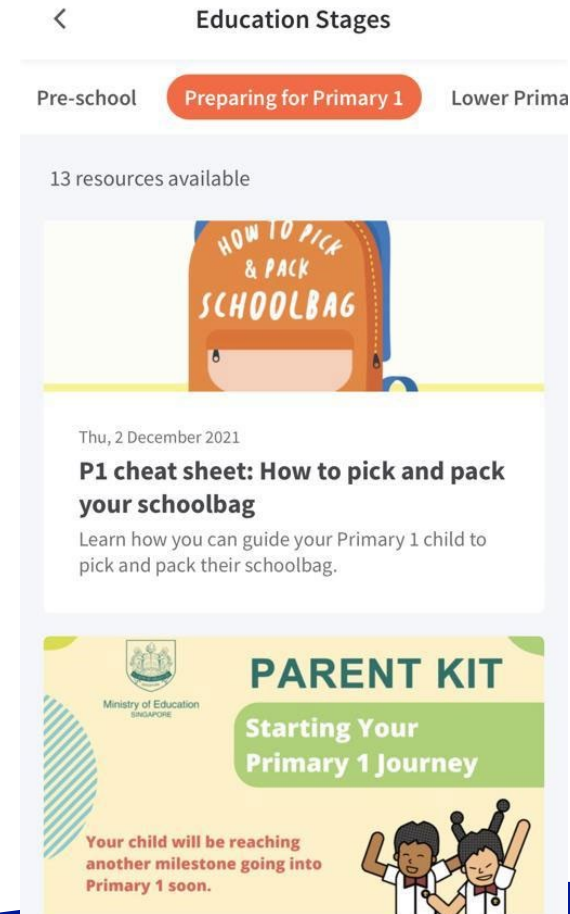 Education Stages
Pre-school
Preparing for Primary 1
Lower Prima
13 resources available
HOW TO PICK
& PACK
SCHOOLBAG
Thu, 2 December 2021
P1 cheat sheet: How to pick and pack
your schoolbag
Learn how you can guide your Primary 1 child to
pick and pack their schoolbag.
Ministry of Education
SINGAPORE
PARENT KIT
Starting Your
Primary 1 Journey
Your child will be reaching
another milestone going into
Primary 1 soon.